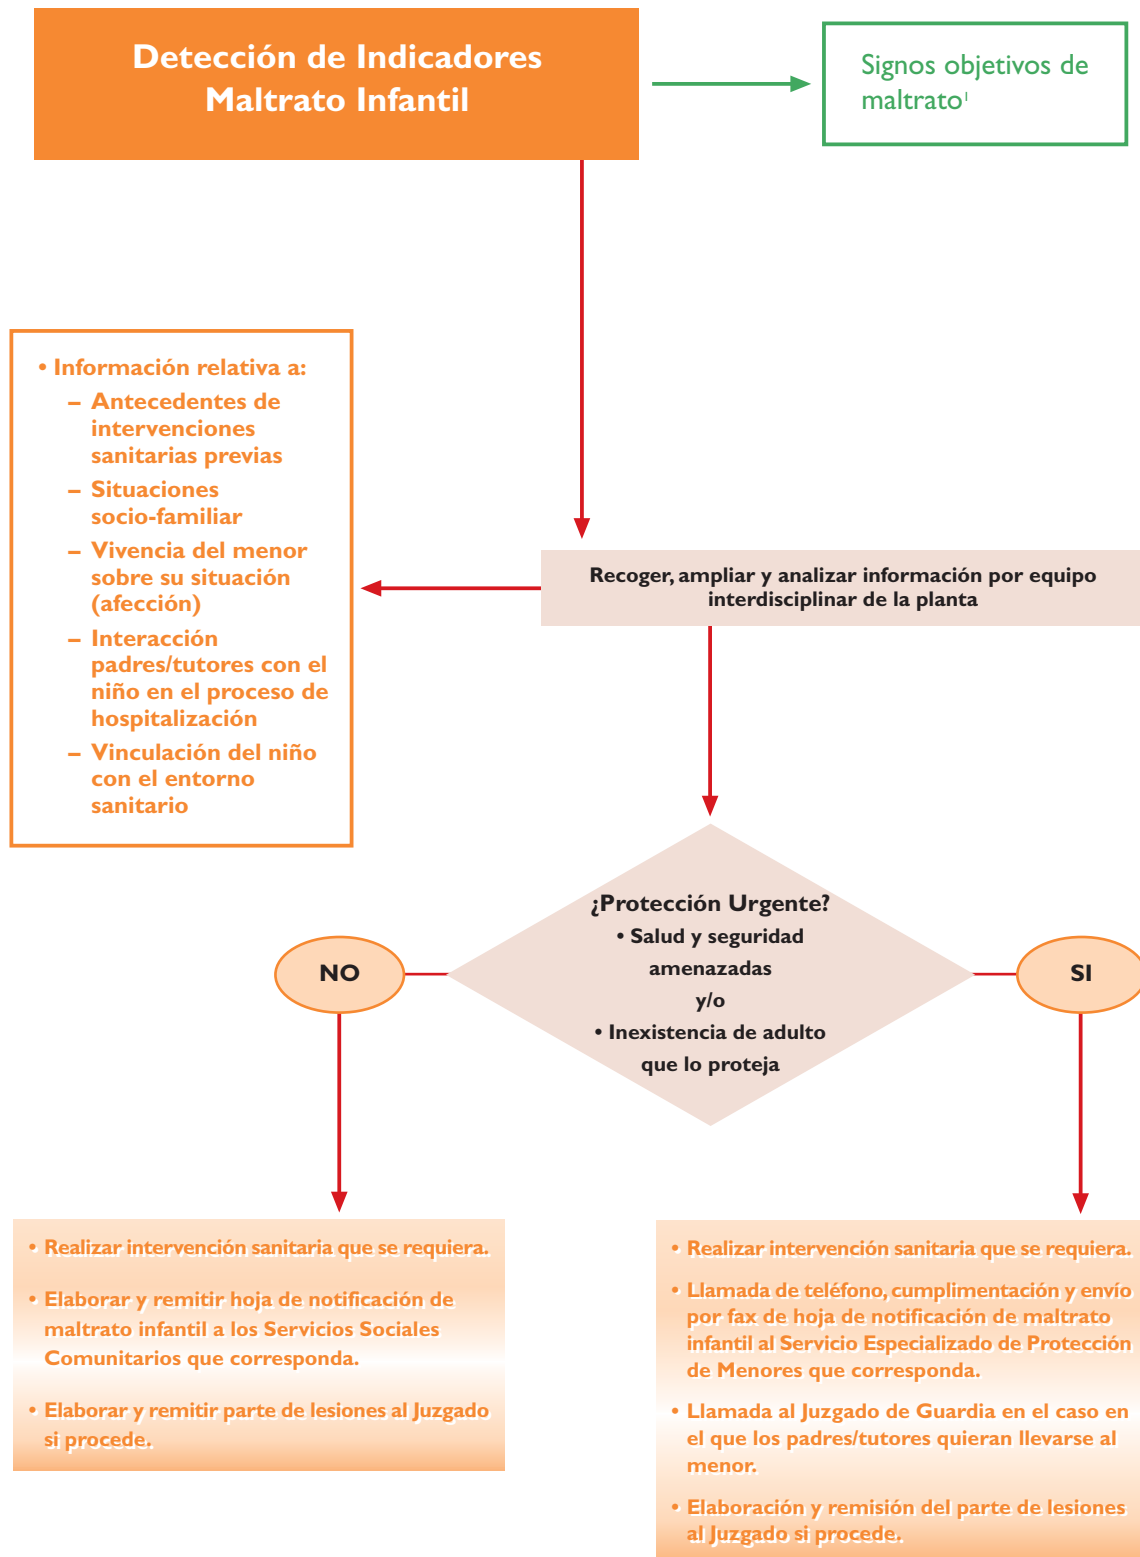 Detección de Indicadores
Maltrato Infantil
Signos objetivos de
maltrato¹
• Información relativa a:
– Antecedentes de
intervenciones
sanitarias previas
– Situaciones
socio-familiar
– Vivencia del menor
sobre su situación
(afección)
– Interacción
padres/tutores con el
niño en el proceso de
hospitalización
– Vinculación del niño
con el entorno
sanitario
Recoger, ampliar y analizar información por equipo
interdisciplinar de la planta
¿Protección Urgente?
• Salud y seguridad
amenazadas
y/o
• Inexistencia de adulto
que lo proteja
NO
SI
• Realizar intervención sanitaria que se requiera.
• Elaborar y remitir hoja de notificación de
maltrato infantil a los Servicios Sociales
Comunitarios que corresponda.
• Elaborar y remitir parte de lesiones al Juzgado
si procede.
• Realizar intervención sanitaria que se requiera.
• Llamada de teléfono, cumplimentación y envío
por fax de hoja de notificación de maltrato
infantil al Servicio Especializado de Protección
de Menores que corresponda.
• Llamada al Juzgado de Guardia en el caso en
el que los padres/tutores quieran llevarse al
menor.
• Elaboración y remisión del parte de lesiones
al Juzgado si procede.